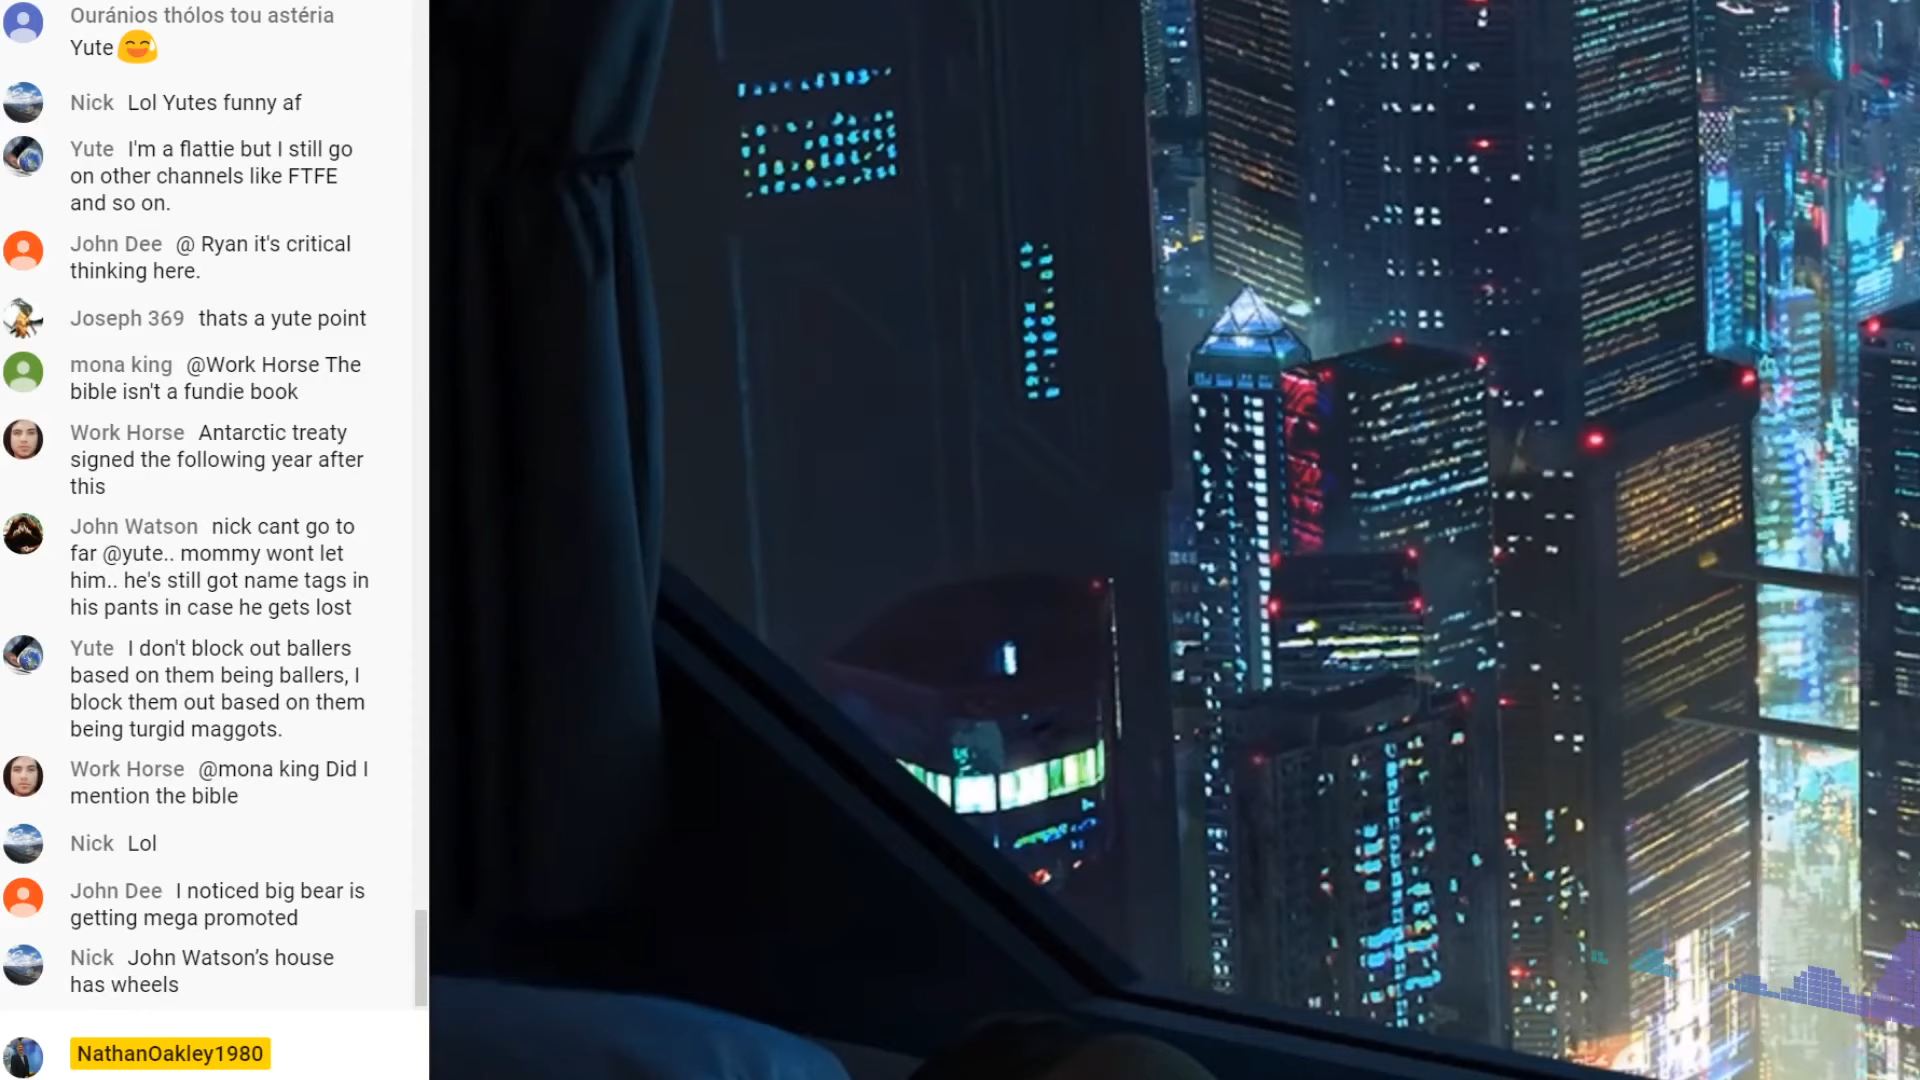 Ouránios thólos tou astéria
Yute
Nick Lol Yutes funny af
Yute I'm a flattie but I still go
on other channels like FTFE
and so on.
John Dee @ Ryan it's critical
thinking here.
Joseph 369 thats a yute point
mona king @Work Horse The
bible isn't a fundie book
Work Horse Antarctic treaty
signed the following year after
this
John Watson nick cant go to
far @yute.. mommy wont let
him.. he's still got name tags in
his pants in case he gets lost
Yute I don't block out ballers
based on them being ballers, I
block them out based on them
being turgid maggots.
Work Horse @mona king Did I
mention the bible
Nick Lol
John Dee I noticed big bear is
getting mega promoted
Nick John Watson’s house
has wheels
NathanOakley1980